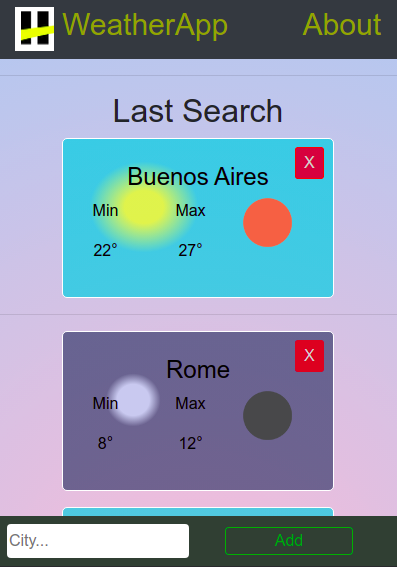 WeatherApp About
Last Search
X
Buenos Aires
Min Max
22° 27°
X
Rome
Min Max
8° 12°
City... Add